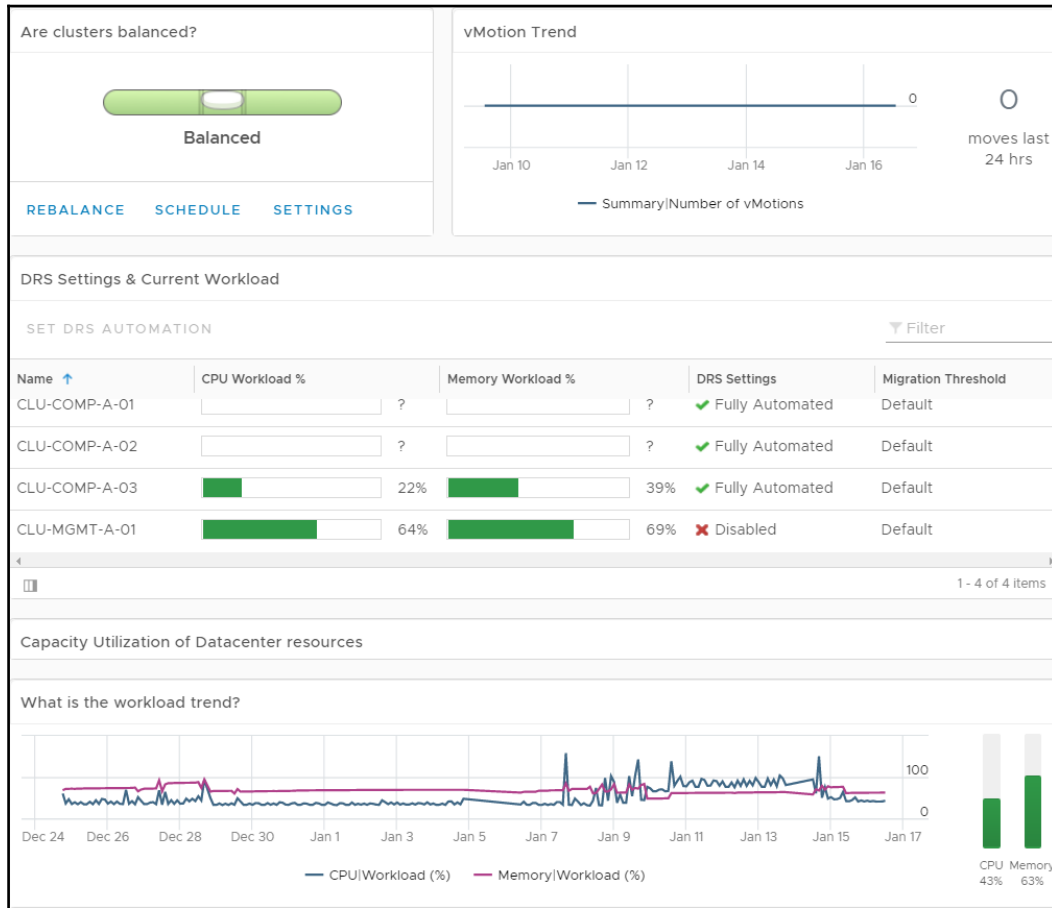 Are clusters balanced?
Balanced
REBALANCE SCHEDULE SETTINGS
vMotion Trend
0
Jan 10 Jan 12 Jan 14 Jan 16
Summary|Number of vMotions
0
moves last
24 hrs
DRS Settings & Current Workload
SET DRS AUTOMATION
Filter
Name CPU Workload % Memory Workload % DRS Settings Migration Threshold
CLU-COMP-A-01 ? ? Fully Automated Default
CLU-COMP-A-02 ? ? Fully Automated Default
CLU-COMP-A-03 22% 39% Fully Automated Default
CLU-MGMT-A-01 64% 69% Disabled Default
1 - 4 of 4 items
Capacity Utilization of Datacenter resources
What is the workload trend?
100
0
Dec 24 Dec 26 Dec 28 Dec 30 Jan 1 Jan 3 Jan 5 Jan 7 Jan 9 Jan 11 Jan 13 Jan 15 Jan 17
CPU|Workload (%) Memory|Workload (%)
CPU Memory
43% 63%